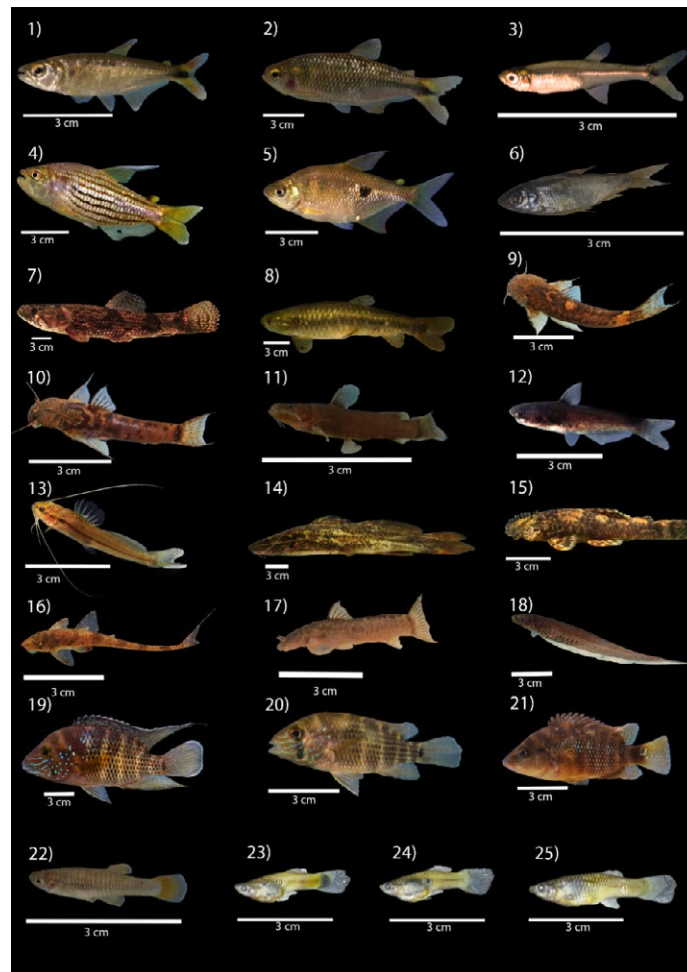 1) 2) 3)
3 cm 3 cm 3 cm
4) 5) 6)
3 cm 3 cm 3 cm
7) 8) 9)
3 cm 3 cm 3 cm
10) 11) 12)
3 cm 3 cm 3 cm
13) 14) 15)
3 cm 3 cm 3 cm
16) 17) 18)
3 cm 3 cm 3 cm
19) 20) 21)
3 cm 3 cm 3 cm
22) 23) 24) 25)
3 cm 3 cm 3 cm 3 cm